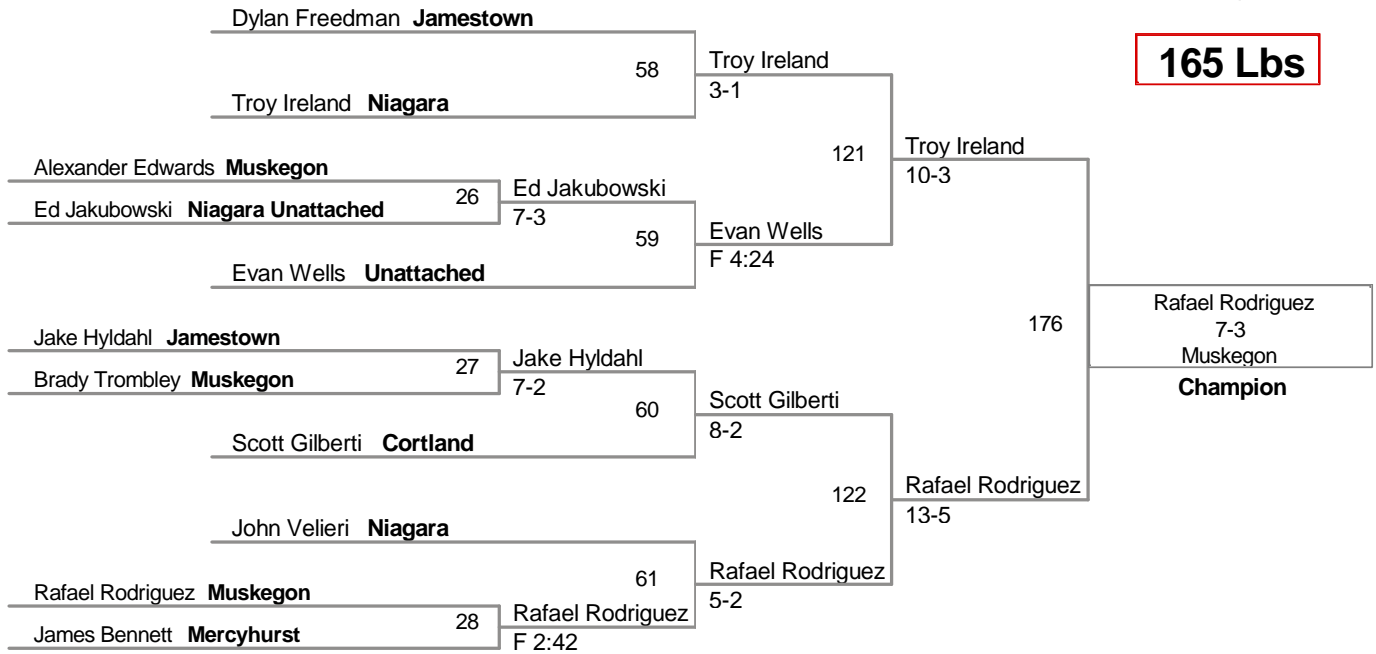 Dylan Freedman Jamestown
165 Lbs
58
Troy Ireland
3-1
Troy Ireland Niagara
121
Troy Ireland
10-3
Alexander Edwards Muskegon
26
Ed Jakubowski
7-3
Ed Jakubowski Niagara Unattached
59
Evan Wells
F 4:24
Evan Wells Unattached
176
Rafael Rodriguez
7-3
Muskegon
Champion
Jake Hyldahl Jamestown
27
Jake Hyldahl
7-2
Brady Trombley Muskegon
60
Scott Gilberti
8-2
Scott Gilberti Cortland
122
Rafael Rodriguez
13-5
John Velieri Niagara
61
Rafael Rodriguez
5-2
Rafael Rodriguez Muskegon
28
Rafael Rodriguez
F 2:42
James Bennett Mercyhurst